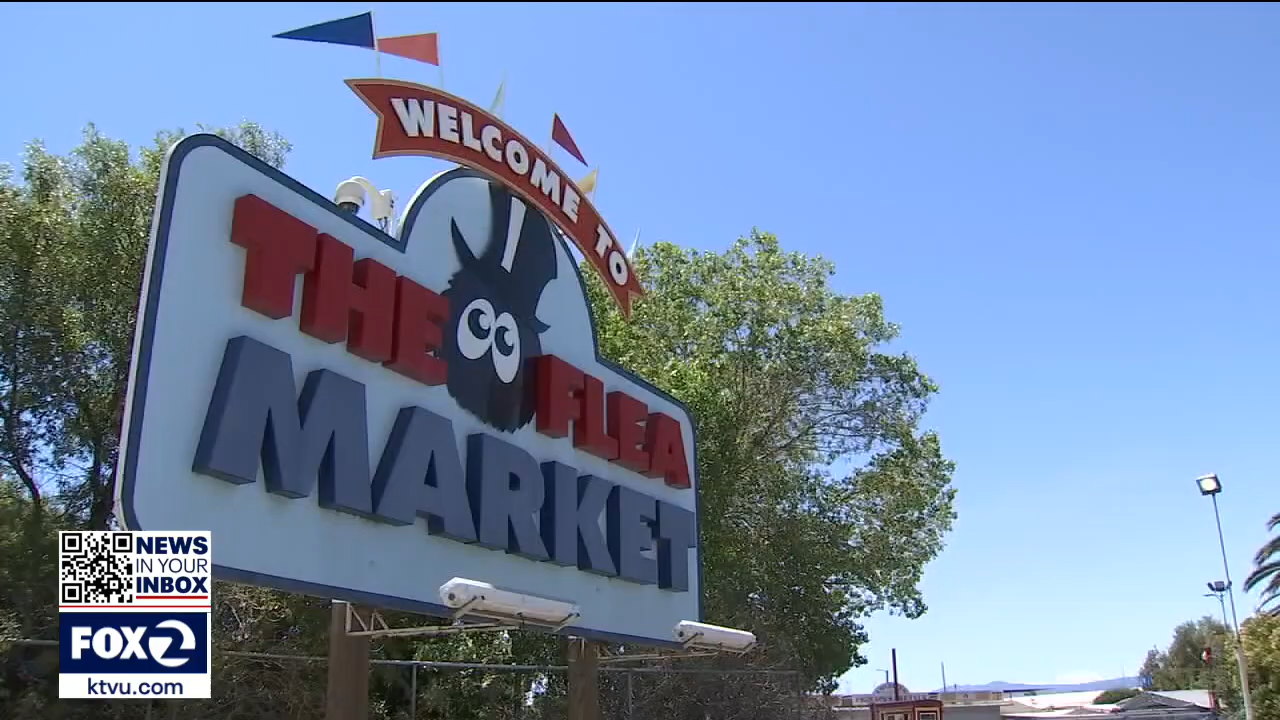 WELCOME TO
THE FLEA
MARKET
NEWS
IN YOUR
INBOX
FOX 2
ktvu.com